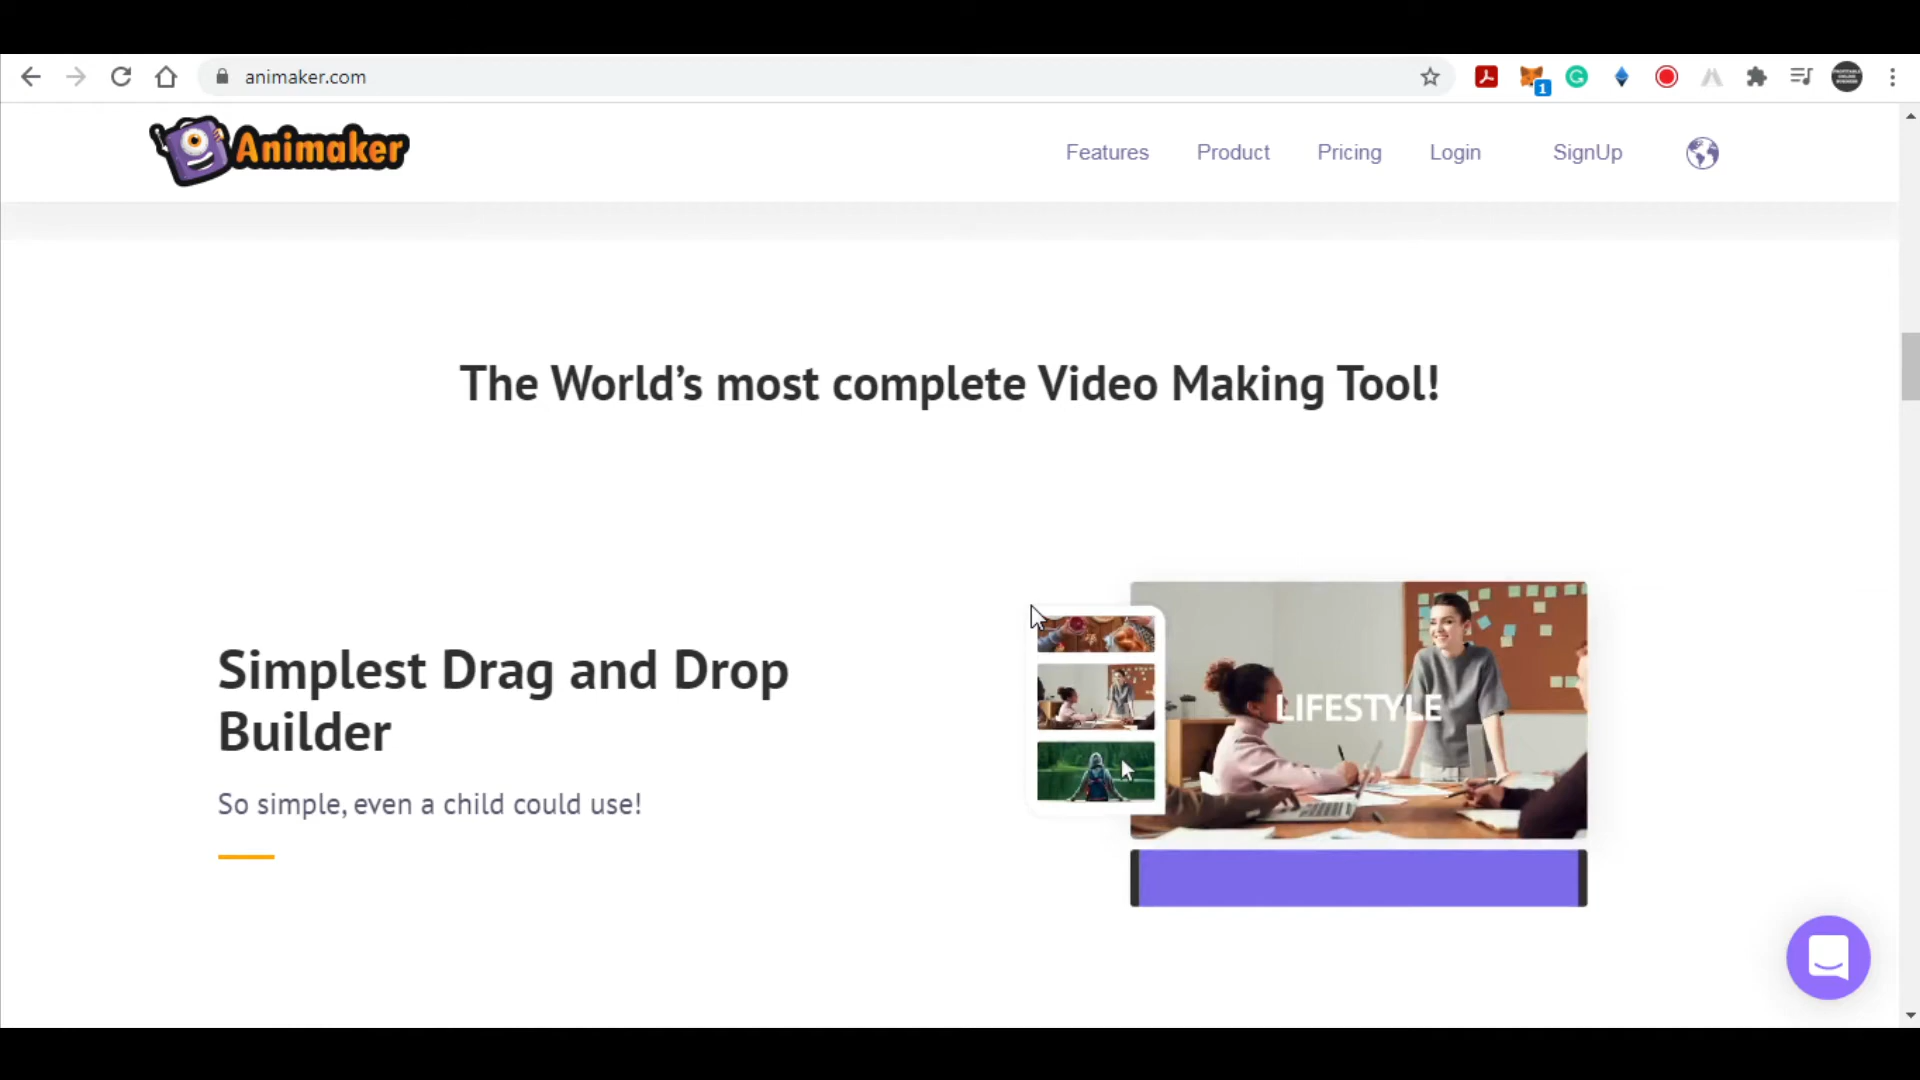 animaker.com
1
Animaker
Features Product Pricing Login SignUp
The World’s most complete Video Making Tool!
Simplest Drag and Drop
Builder
So simple, even a child could use!
LIFESTYLE